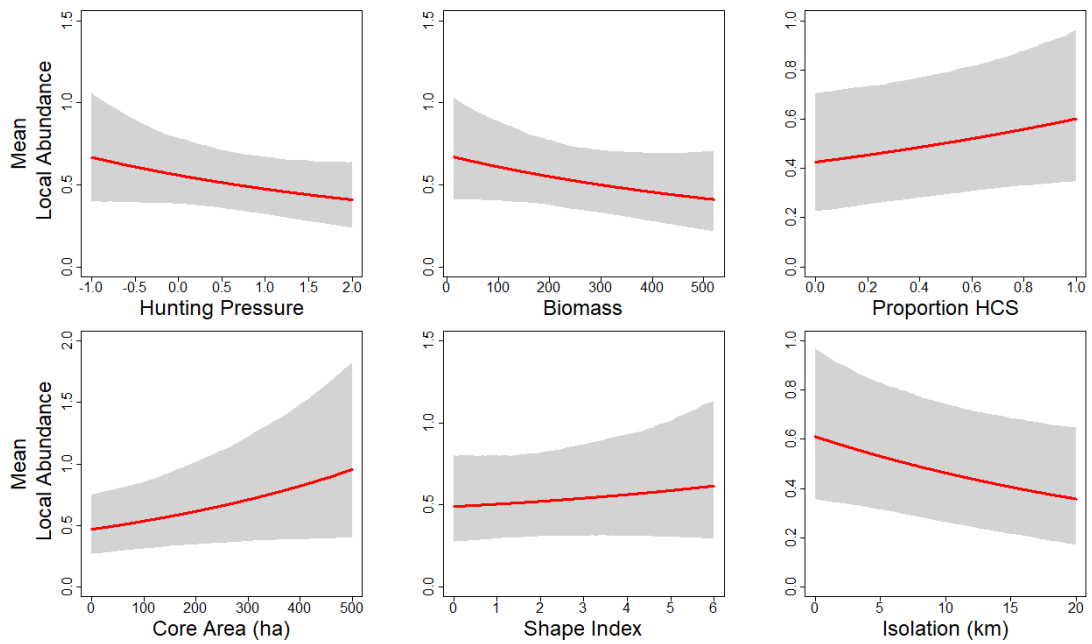 Mean
Local Abundance
0.0 0.5 1.0 1.5
-1.0 -0.5 0.0 0.5 1.0 1.5 2.0
Hunting Pressure
0.0 0.5 1.0 1.5
0 100 200 300 400 500
Biomass
0.0 0.2 0.4 0.6 0.8 1.0
0.0 0.2 0.4 0.6 0.8 1.0
Proportion HCS
Mean
Local Abundance
0.0 0.5 1.0 1.5 2.0
0 100 200 300 400 500
Core Area (ha)
0.0 0.5 1.0 1.5
0 1 2 3 4 5 6
Shape Index
0.0 0.2 0.4 0.6 0.8 1.0
0 5 10 15 20
Isolation (km)